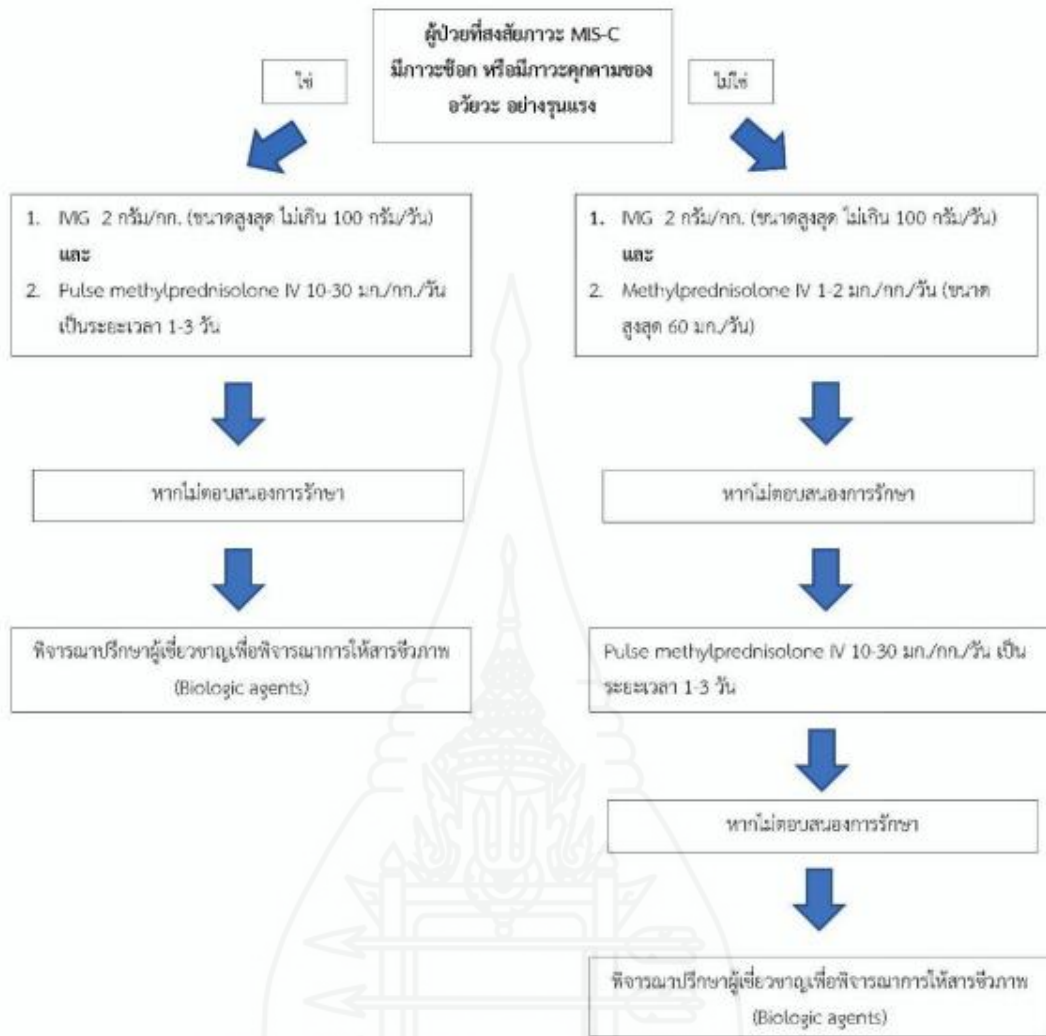 ผู้ป่วยที่สงสัยภาวะ MIS-C
มีภาวะช๊อก หรือมีภาวะคุกคามของ
อวัยวะ อย่างรุนแรง
ใช่
ไม่ใช่
1. IVIG 2 กรัม/กก. (ขนาดสูงสุด ไม่เกิน 100 กรัม/วัน)
และ
2. Pulse methylprednisolone IV 10-30 มก./กก./วัน
เป็นระยะเวลา 1-3 วัน
หากไม่ตอบสนองการรักษา
พิจารณาปรึกษาผู้เชี่ยวชาญเพื่อพิจารณาการให้สารชีวภาพ
(Biologic agents)
1. IVIG 2 กรัม/กก. (ขนาดสูงสุด ไม่เกิน 100 กรัม/วัน)
และ
2. Methylprednisolone IV 1-2 มก./กก./วัน (ขนาด
สูงสุด 60 มก./วัน)
หากไม่ตอบสนองการรักษา
Pulse methylprednisolone IV 10-30 มก./กก./วัน เป็น
ระยะเวลา 1-3 วัน
หากไม่ตอบสนองการรักษา
พิจารณาปรึกษาผู้เชี่ยวชาญเพื่อพิจารณาการให้สารชีวภาพ
(Biologic agents)